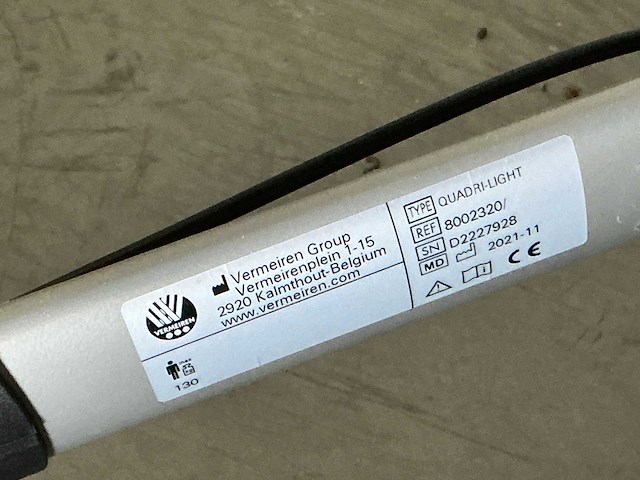 Vermeiren Group
Vermeirenplein 1-15
2920 Kalmthout-Belgium
www.vermeiren.com
VERMEIREN
max
130
TYPE QUADRI-LIGHT
REF 8002320/
SN D2227928
MD 2021-11
CE